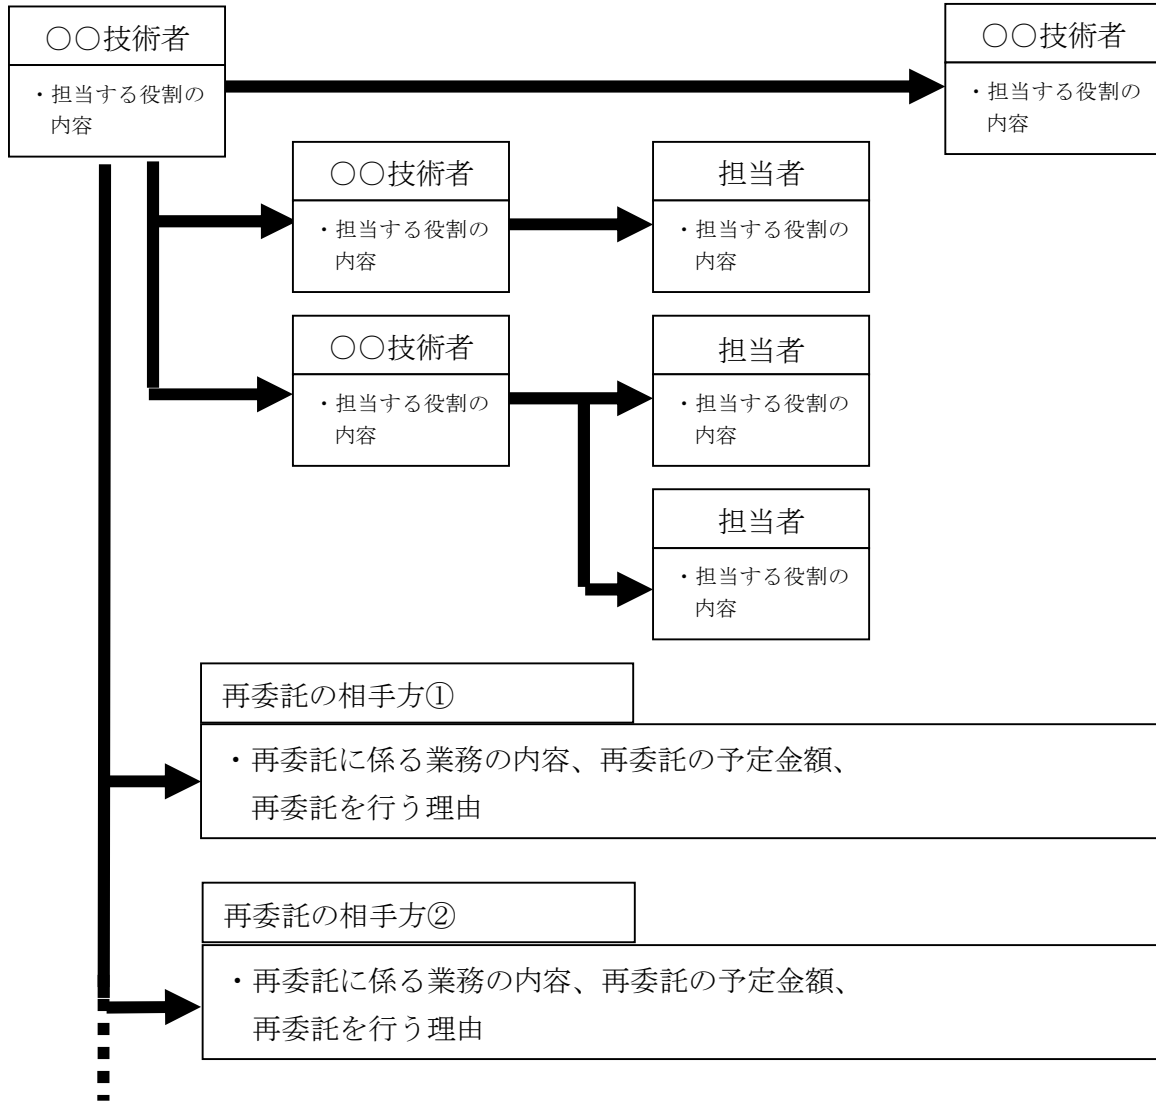 ○○技術者
・担当する役割の
内容
○○技術者
・担当する役割の
内容
○○技術者
・担当する役割の
内容
担当者
・担当する役割の
内容
○○技術者
・担当する役割の
内容
担当者
・担当する役割の
内容
担当者
・担当する役割の
内容
再委託の相手方①
・再委託に係る業務の内容、再委託の予定金額、
再委託を行う理由
再委託の相手方②
・再委託に係る業務の内容、再委託の予定金額、
再委託を行う理由